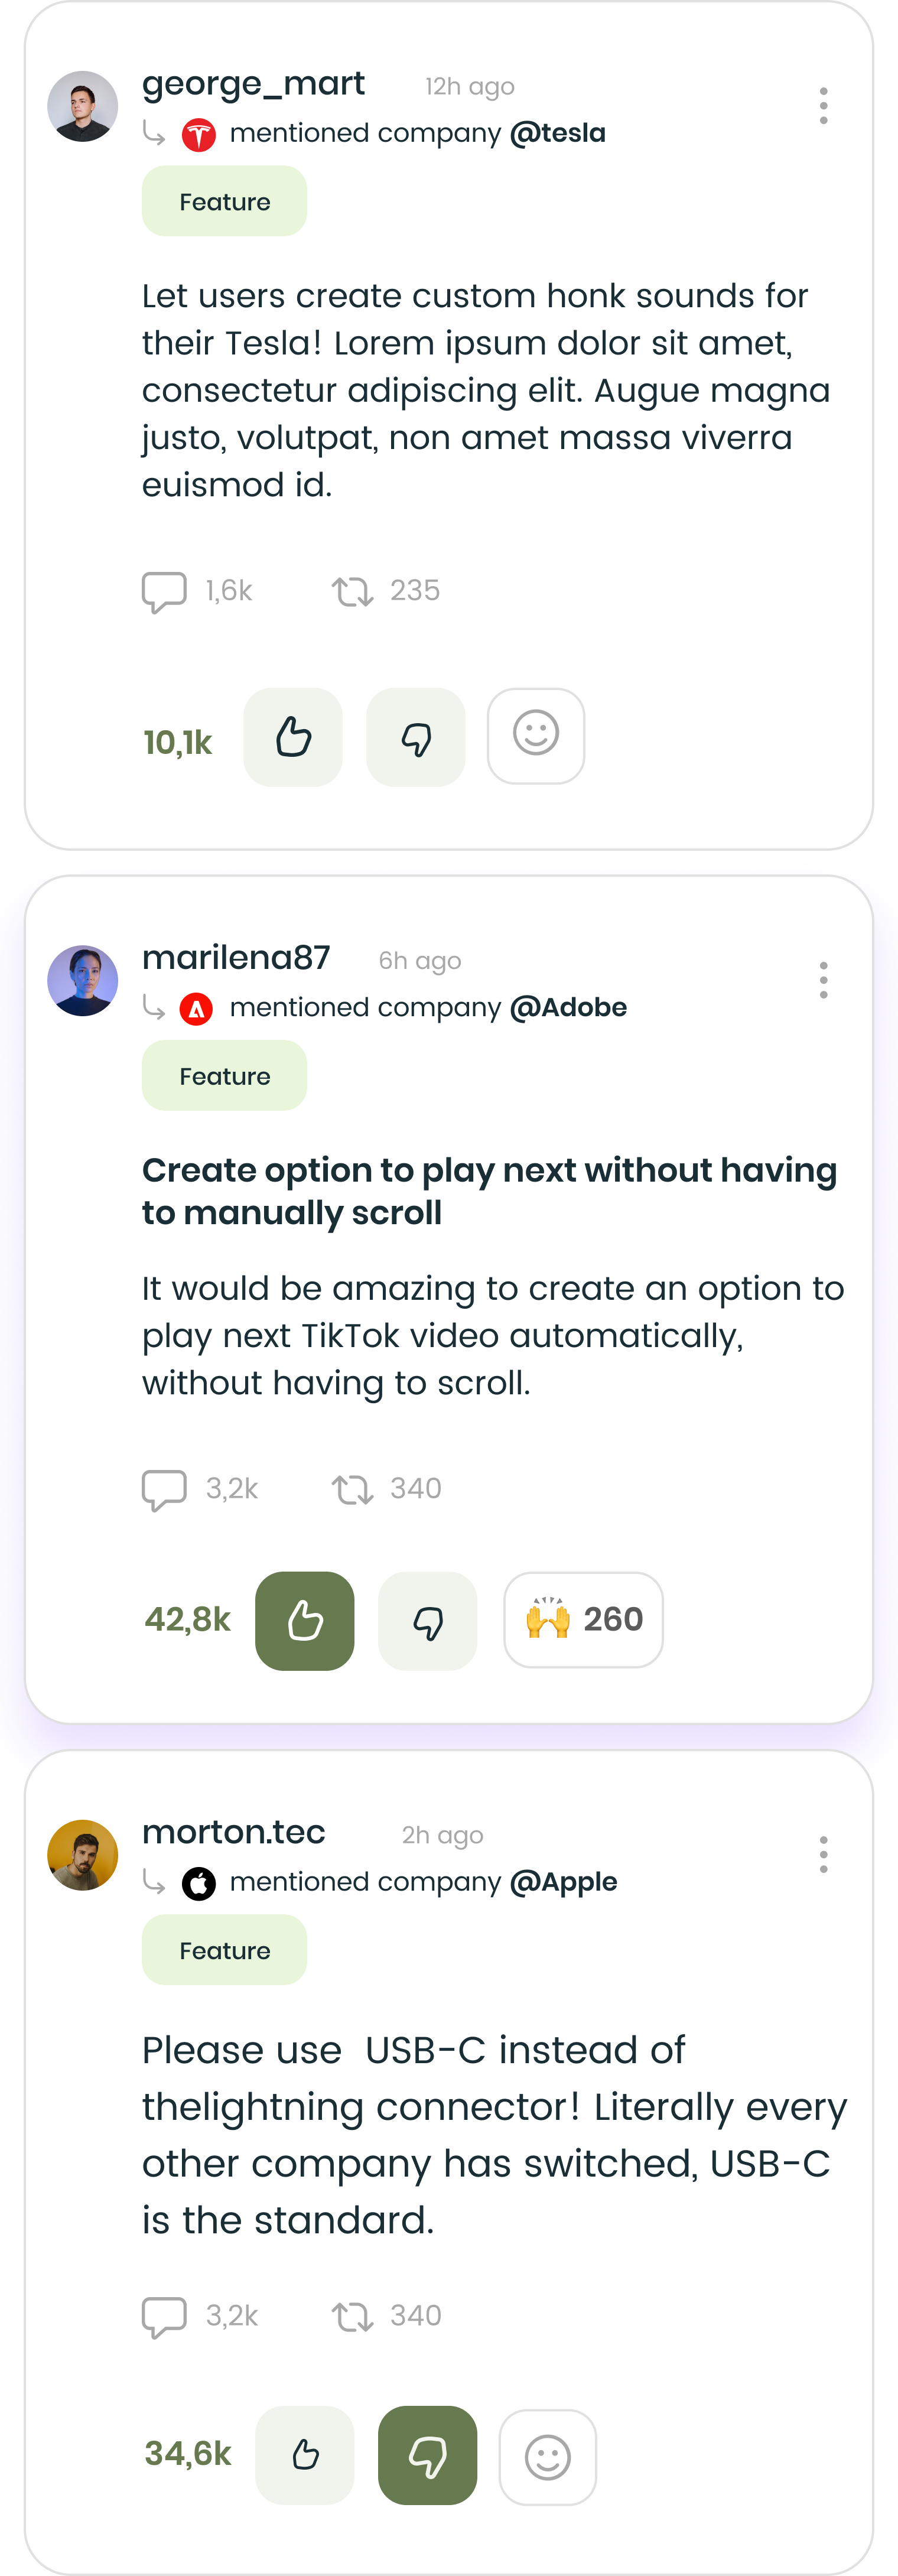 george_mart 12h ago
mentioned company @tesla
Feature
Let users create custom honk sounds for
their Tesla! Lorem ipsum dolor sit amet,
consectetur adipiscing elit. Augue magna
justo, volutpat, non amet massa viverra
euismod id.
1,6k 235
10,1k
marilena87 6h ago
mentioned company @Adobe
Feature
Create option to play next without having
to manually scroll
It would be amazing to create an option to
play next TikTok video automatically,
without having to scroll.
3,2k 340
42,8k 260
morton.tec 2h ago
mentioned company @Apple
Feature
Please use  USB-C instead of
thelightning connector! Literally every
other company has switched, USB-C
is the standard.
3,2k 340
34,6k